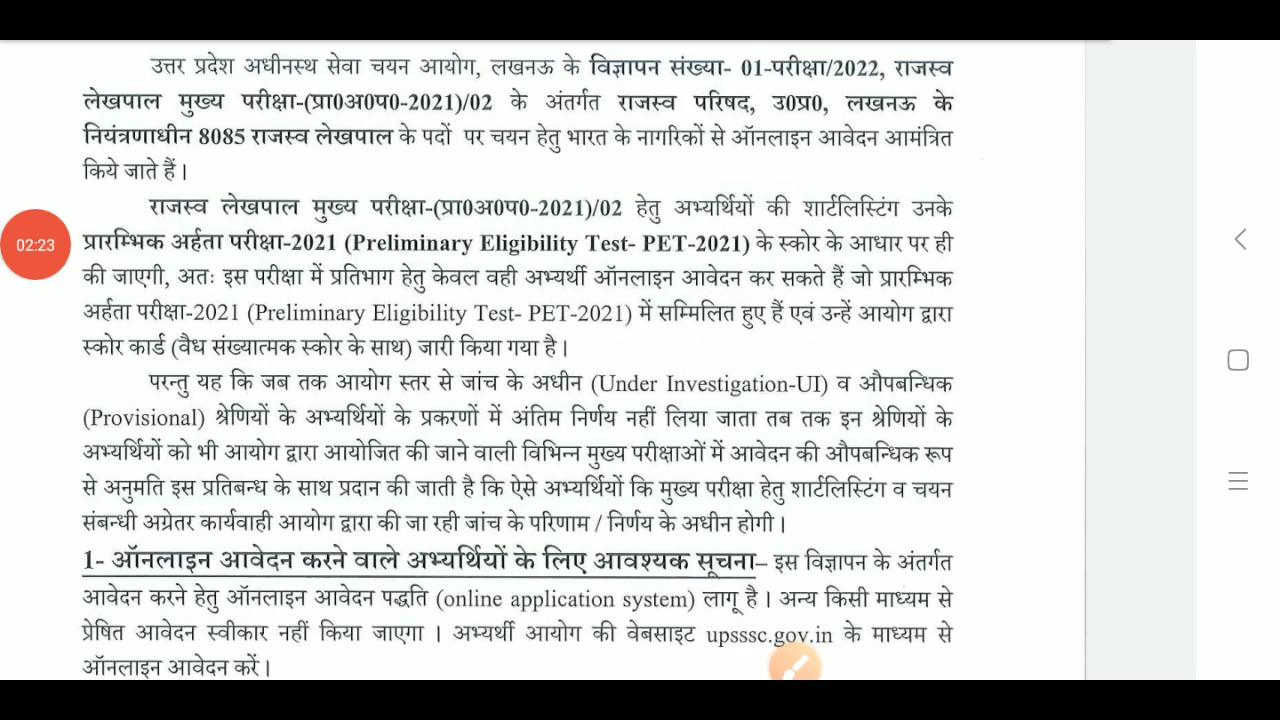 उत्तर प्रदेश अधीनस्थ सेवा चयन आयोग, लखनऊ के विज्ञापन संख्या- 01-परीक्षा/2022, राजस्व
लेखपाल मुख्य परीक्षा-(प्रा0अ0प0-2021)/02 के अंतर्गत राजस्व परिषद, उ0प्र0, लखनऊ के
नियंत्रणाधीन 8085 राजस्व लेखपाल के पदों पर चयन हेतु भारत के नागरिकों से ऑनलाइन आवेदन आमंत्रित
किये जाते हैं।
राजस्व लेखपाल मुख्य परीक्षा-(प्रा0अ0प0-2021)/02 हेतु अभ्यर्थियों की शार्टलिस्टिंग उनके
02:23
प्रारम्भिक अर्हता परीक्षा-2021 (Preliminary Eligibility Test- PET-2021) के स्कोर के आधार पर ही
की जाएगी, अतः इस परीक्षा में प्रतिभाग हेतु केवल वही अभ्यर्थी ऑनलाइन आवेदन कर सकते हैं जो प्रारम्भिक
अर्हता परीक्षा-2021 (Preliminary Eligibility Test- PET-2021) में सम्मिलित हुए हैं एवं उन्हें आयोग द्वारा
स्कोर कार्ड (वैध संख्यात्मक स्कोर के साथ) जारी किया गया है।
परन्तु यह कि जब तक आयोग स्तर से जांच के अधीन (Under Investigation-UI) व औपबन्धिक
(Provisional) श्रेणियों के अभ्यर्थियों के प्रकरणों में अंतिम निर्णय नहीं लिया जाता तब तक इन श्रेणियों के
अभ्यर्थियों को भी आयोग द्वारा आयोजित की जाने वाली विभिन्न मुख्य परीक्षाओं में आवेदन की औपबन्धिक रूप
से अनुमति इस प्रतिबन्ध के साथ प्रदान की जाती है कि ऐसे अभ्यर्थियों कि मुख्य परीक्षा हेतु शार्टलिस्टिंग व चयन
संबन्धी अग्रेतर कार्यवाही आयोग द्वारा की जा रही जांच के परिणाम / निर्णय के अधीन होगी।
1- ऑनलाइन आवेदन करने वाले अभ्यर्थियों के लिए आवश्यक सूचना– इस विज्ञापन के अंतर्गत
आवेदन करने हेतु ऑनलाइन आवेदन पद्धति (online application system) लागू है। अन्य किसी माध्यम से
प्रेषित आवेदन स्वीकार नहीं किया जाएगा । अभ्यर्थी आयोग की वेबसाइट upsssc.gov.in के माध्यम से
ऑनलाइन आवेदन करें।